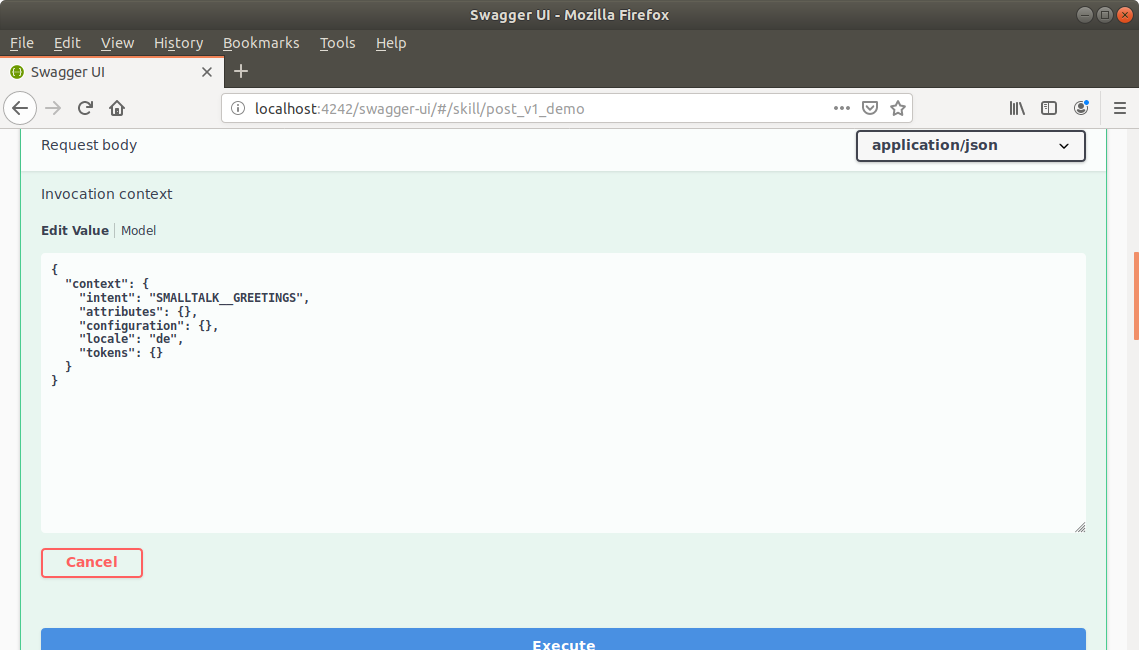 Swagger UI - Mozilla Firefox
File Edit View History Bookmarks Tools Help
Swagger UI
localhost:4242/swagger-ui/#/skill/post_v1_demo
Request body
application/json
Invocation context
Edit Value Model
{
"context": {
"intent": "SMALLTALK__GREETINGS",
"attributes": {},
"configuration": {},
"locale": "de",
"tokens": {}
}
}
Cancel
Execute